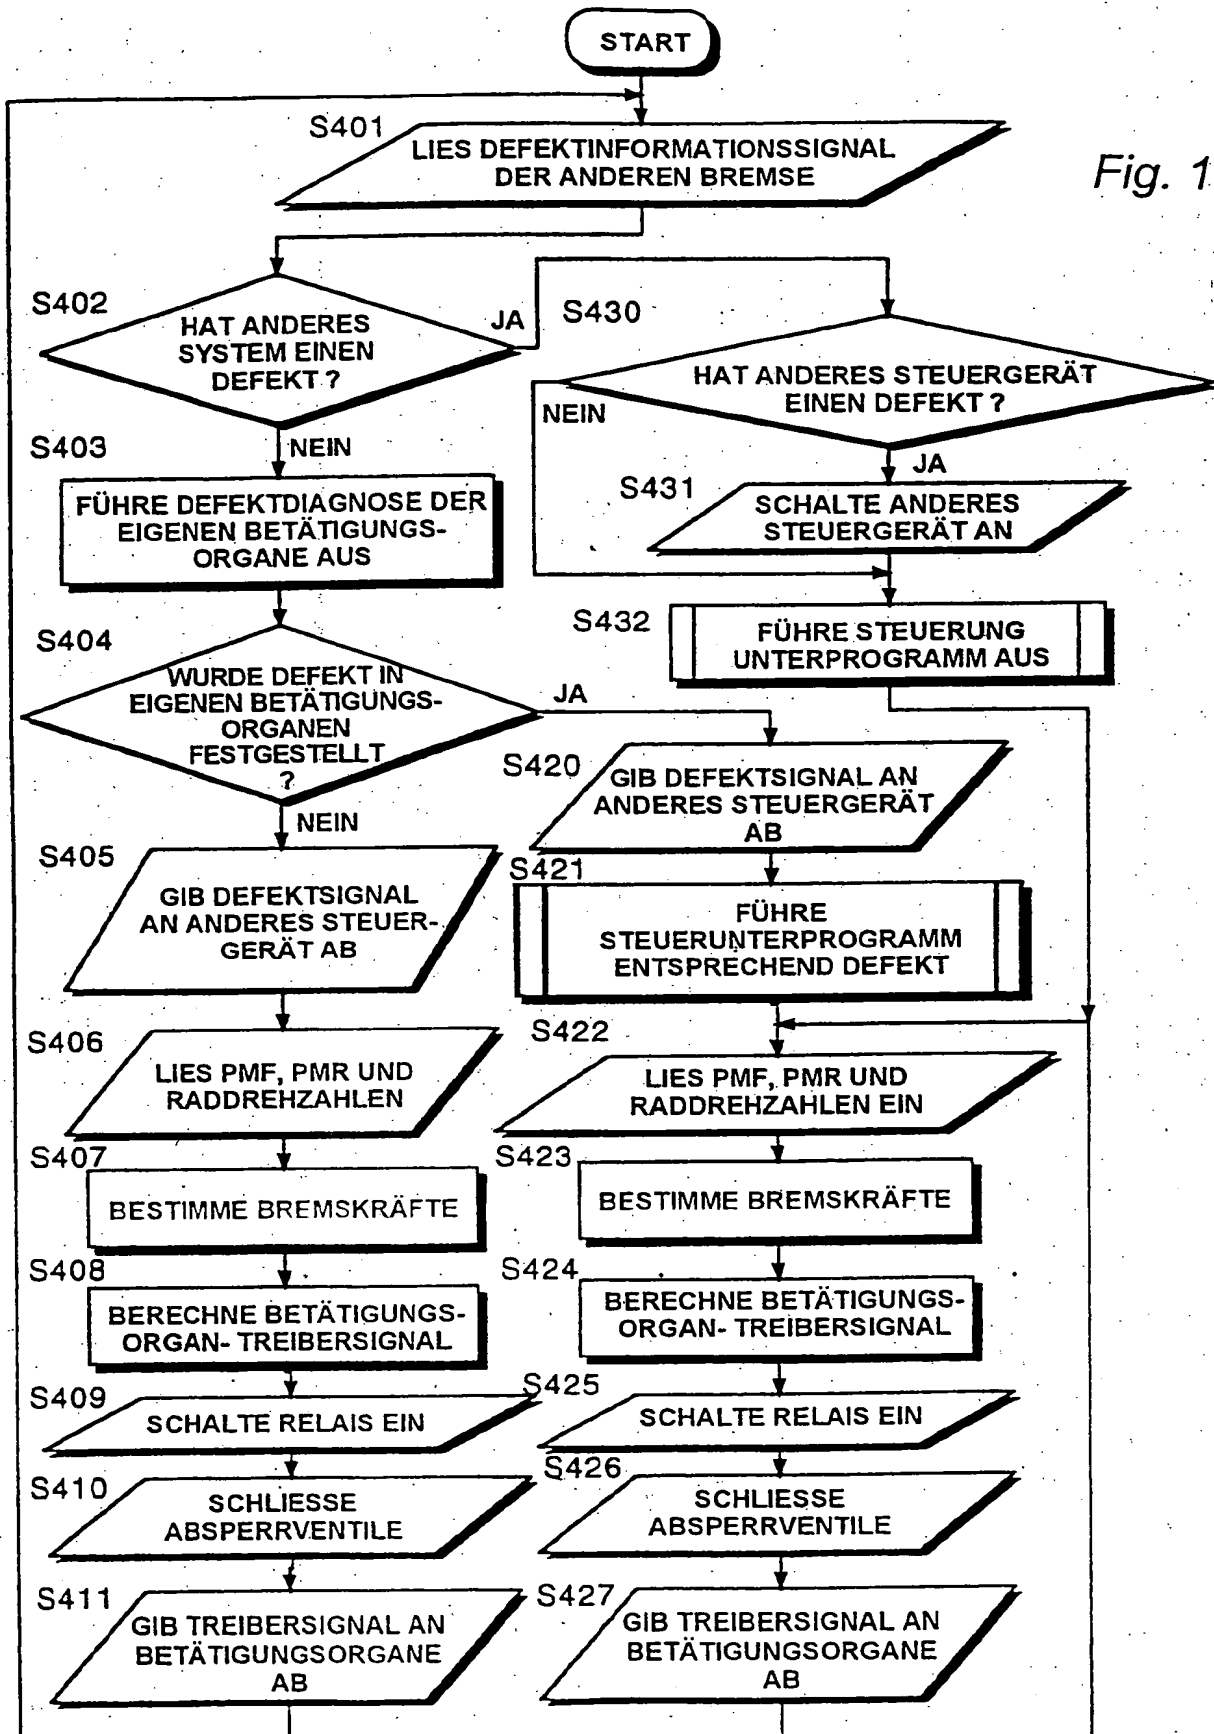 START
S401
LIES DEFEKTINFORMATIONSSIGNAL
DER ANDEREN BREMSE
Fig. 1
S402
HAT ANDERES
SYSTEM EINEN
DEFEKT ?
JA
NEIN
S430
HAT ANDERES STEUERGERÄT
EINEN DEFEKT ?
NEIN
JA
S403
FÜHRE DEFEKTDIAGNOSE DER
EIGENEN BETÄTIGUNGS-
ORGANE AUS
S431
SCHALTE ANDERES
STEUERGERÄT AN
S432
FÜHRE STEUERUNG
UNTERPROGRAMM AUS
S404
WURDE DEFEKT IN
EIGENEN BETÄTIGUNGS-
ORGANEN
FESTGESTELLT
?
JA
NEIN
S420
GIB DEFEKTSIGNAL AN
ANDERES STEUERGERÄT
AB
S405
GIB DEFEKTSIGNAL
AN ANDERES STEUER-
GERÄT AB
S421
FÜHRE
STEUERUNTERPROGRAMM
ENTSPRECHEND DEFEKT
S406
LIES PMF, PMR UND
RADDREHZAHLEN
S422
LIES PMF, PMR UND
RADDREHZAHLEN EIN
S407
BESTIMME BREMSKRÄFTE
S423
BESTIMME BREMSKRÄFTE
S408
BERECHNE BETÄTIGUNGS-
ORGAN- TREIBERSIGNAL
S424
BERECHNE BETÄTIGUNGS-
ORGAN- TREIBERSIGNAL
S409
SCHALTE RELAIS EIN
S425
SCHALTE RELAIS EIN
S410
SCHLIESSE
ABSPERRVENTILE
S426
SCHLIESSE
ABSPERRVENTILE
S411
GIB TREIBERSIGNAL AN
BETÄTIGUNGSORGANE
AB
S427
GIB TREIBERSIGNAL AN
BETÄTIGUNGSORGANE
AB